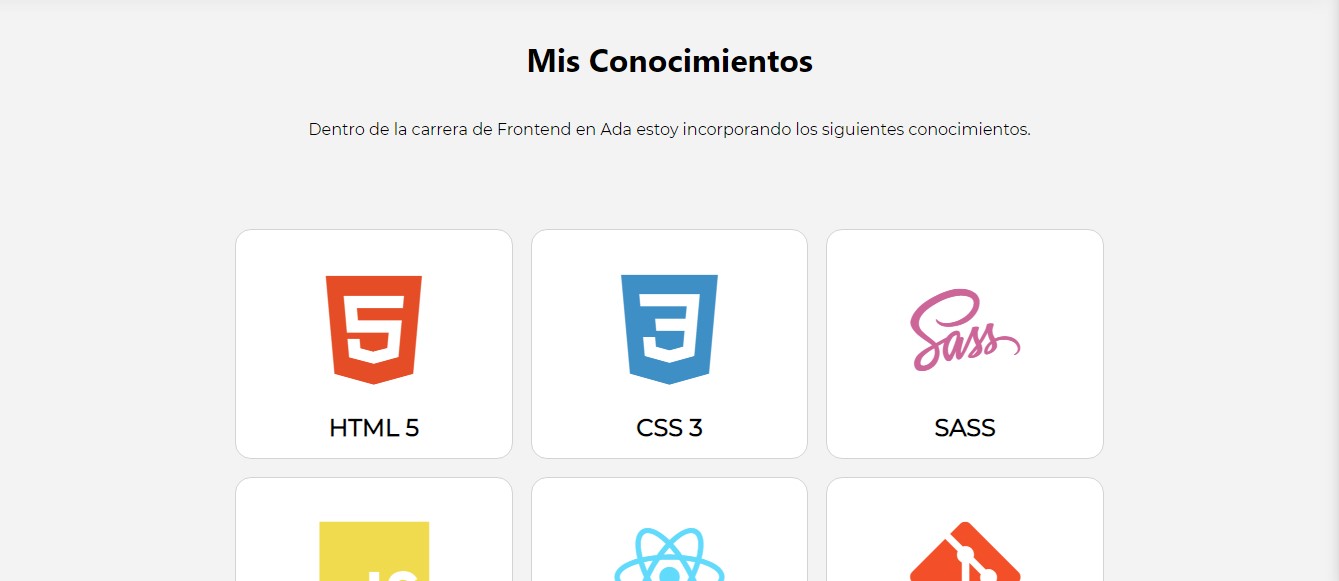 Mis Conocimientos
Dentro de la carrera de Frontend en Ada estoy incorporando los siguientes conocimientos.
5
3
Sass
HTML 5
CSS 3
SASS
JS